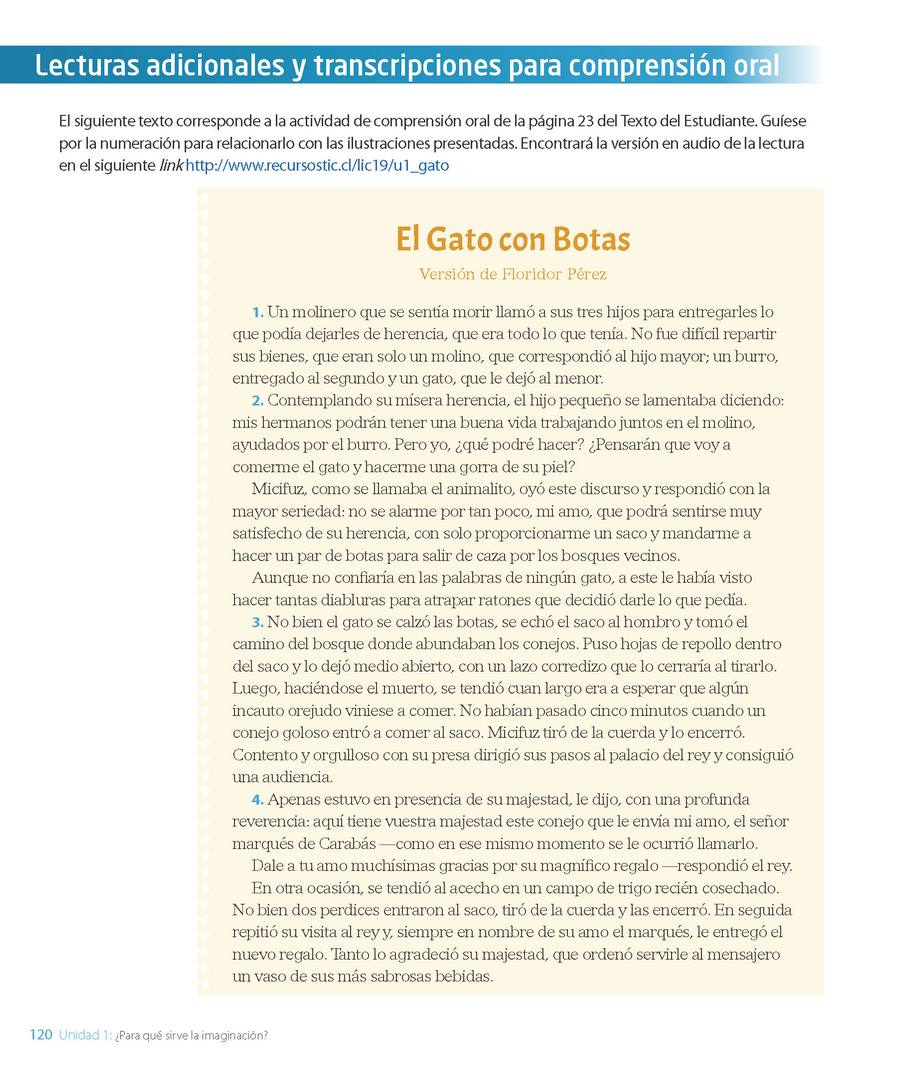 Lecturas adicionales y transcripciones para comprensión oral
El siguiente texto corresponde a la actividad de comprensión oral de la página 23 del Texto del Estudiante. Guíese
por la numeración para relacionarlo con las ilustraciones presentadas. Encontrará la versión en audio de la lectura
en el siguiente link http://www.recursostic.cl/lic19/u1_gato
El Gato con Botas
Versión de Floridor Pérez
1. Un molinero que se sentía morir llamó a sus tres hijos para entregarles lo
que podía dejarles de herencia, que era todo lo que tenía. No fue difícil repartir
sus bienes, que eran solo un molino, que correspondió al hijo mayor; un burro,
entregado al segundo y un gato, que le dejó al menor.
2. Contemplando su mísera herencia, el hijo pequeño se lamentaba diciendo:
mis hermanos podrán tener una buena vida trabajando juntos en el molino,
ayudados por el burro. Pero yo, ¿qué podré hacer? ¿Pensarán que voy a
comerme el gato y hacerme una gorra de su piel?
Micifuz, como se llamaba el animalito, oyó este discurso y respondió con la
mayor seriedad: no se alarme por tan poco, mi amo, que podrá sentirse muy
satisfecho de su herencia, con solo proporcionarme un saco y mandarme a
hacer un par de botas para salir de caza por los bosques vecinos.
Aunque no confiaría en las palabras de ningún gato, a este le había visto
hacer tantas diabluras para atrapar ratones que decidió darle lo que pedía.
3. No bien el gato se calzó las botas, se echó el saco al hombro y tomó el
camino del bosque donde abundaban los conejos. Puso hojas de repollo dentro
del saco y lo dejó medio abierto, con un lazo corredizo que lo cerraría al tirarlo.
Luego, haciéndose el muerto, se tendió cuan largo era a esperar que algún
incauto orejudo viniese a comer. No habían pasado cinco minutos cuando un
conejo goloso entró a comer al saco. Micifuz tiró de la cuerda y lo encerró.
Contento y orgulloso con su presa dirigió sus pasos al palacio del rey y consiguió
una audiencia.
4. Apenas estuvo en presencia de su majestad, le dijo, con una profunda
reverencia: aquí tiene vuestra majestad este conejo que le envía mi amo, el señor
marqués de Carabás —como en ese mismo momento se le ocurrió llamarlo.
Dale a tu amo muchísimas gracias por su magnífico regalo —respondió el rey.
En otra ocasión, se tendió al acecho en un campo de trigo recién cosechado.
No bien dos perdices entraron al saco, tiró de la cuerda y las encerró. En seguida
repitió su visita al rey y, siempre en nombre de su amo el marqués, le entregó el
nuevo regalo. Tanto lo agradeció su majestad, que ordenó servirle al mensajero
un vaso de sus más sabrosas bebidas.
120 Unidad 1: ¿Para qué sirve la imaginación?